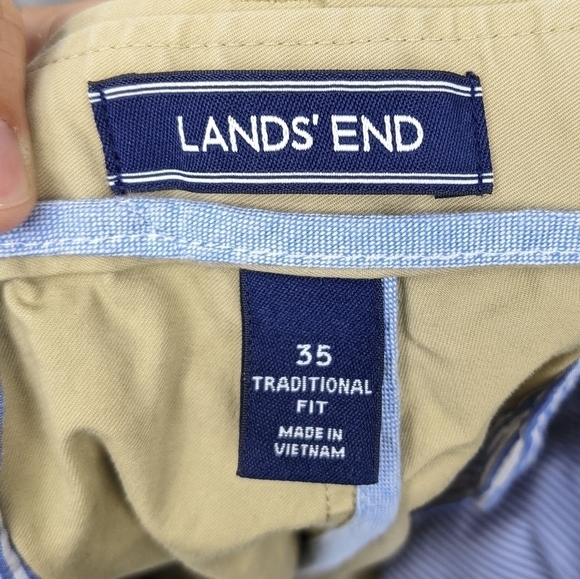 LANDS' END
35
TRADITIONAL
FIT
MADE IN
VIETNAM